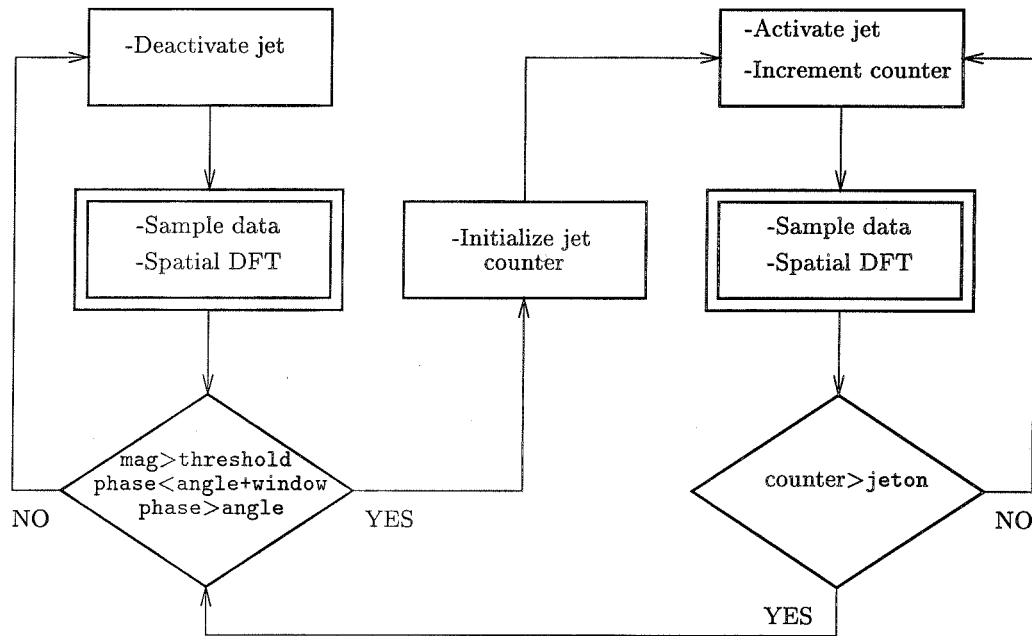 -Deactivate jet
-Sample data
-Spatial DFT
mag>threshold
phase<angle+window
phase>angle
NO
YES
-Initialize jet
counter
-Activate jet
-Increment counter
-Sample data
-Spatial DFT
counter>jeton
NO
YES